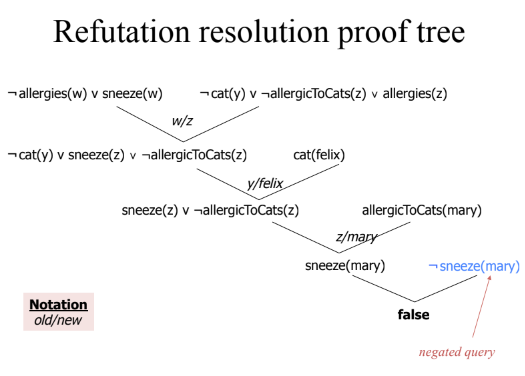 Refutation resolution proof tree
¬allergies(w) v sneeze(w) ¬cat(y) v ¬allergicToCats(z) v allergies(z)
w/z
¬cat(y) v sneeze(z) v ¬allergicToCats(z) cat(felix)
y/felix
sneeze(z) v ¬allergicToCats(z) allergicToCats(mary)
z/mary
sneeze(mary) ¬sneeze(mary)
Notation
old/new
false
negated query